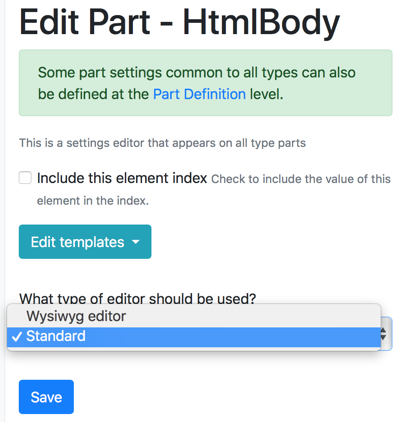 Edit Part - HtmlBody
Some part settings common to all types can also
be defined at the Part Definition level.
This is a settings editor that appears on all type parts
Include this element index Check to include the value of this
element in the index.
Edit templates
What type of editor should be used?
Wysiwyg editor
✓ Standard
Save